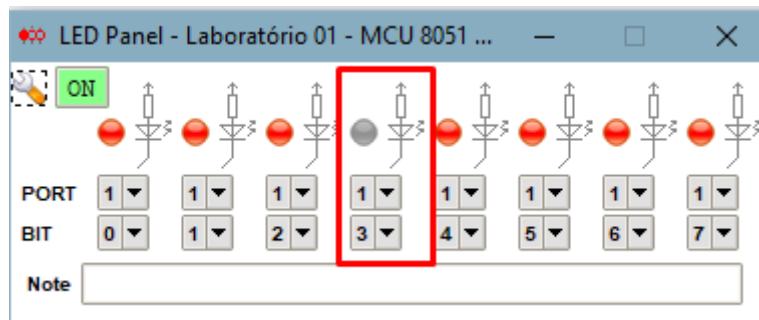 LED Panel - Laboratório 01 - MCU 8051 ...
ON
PORT 1 1 1 1 1 1 1 1
BIT 0 1 2 3 4 5 6 7
Note